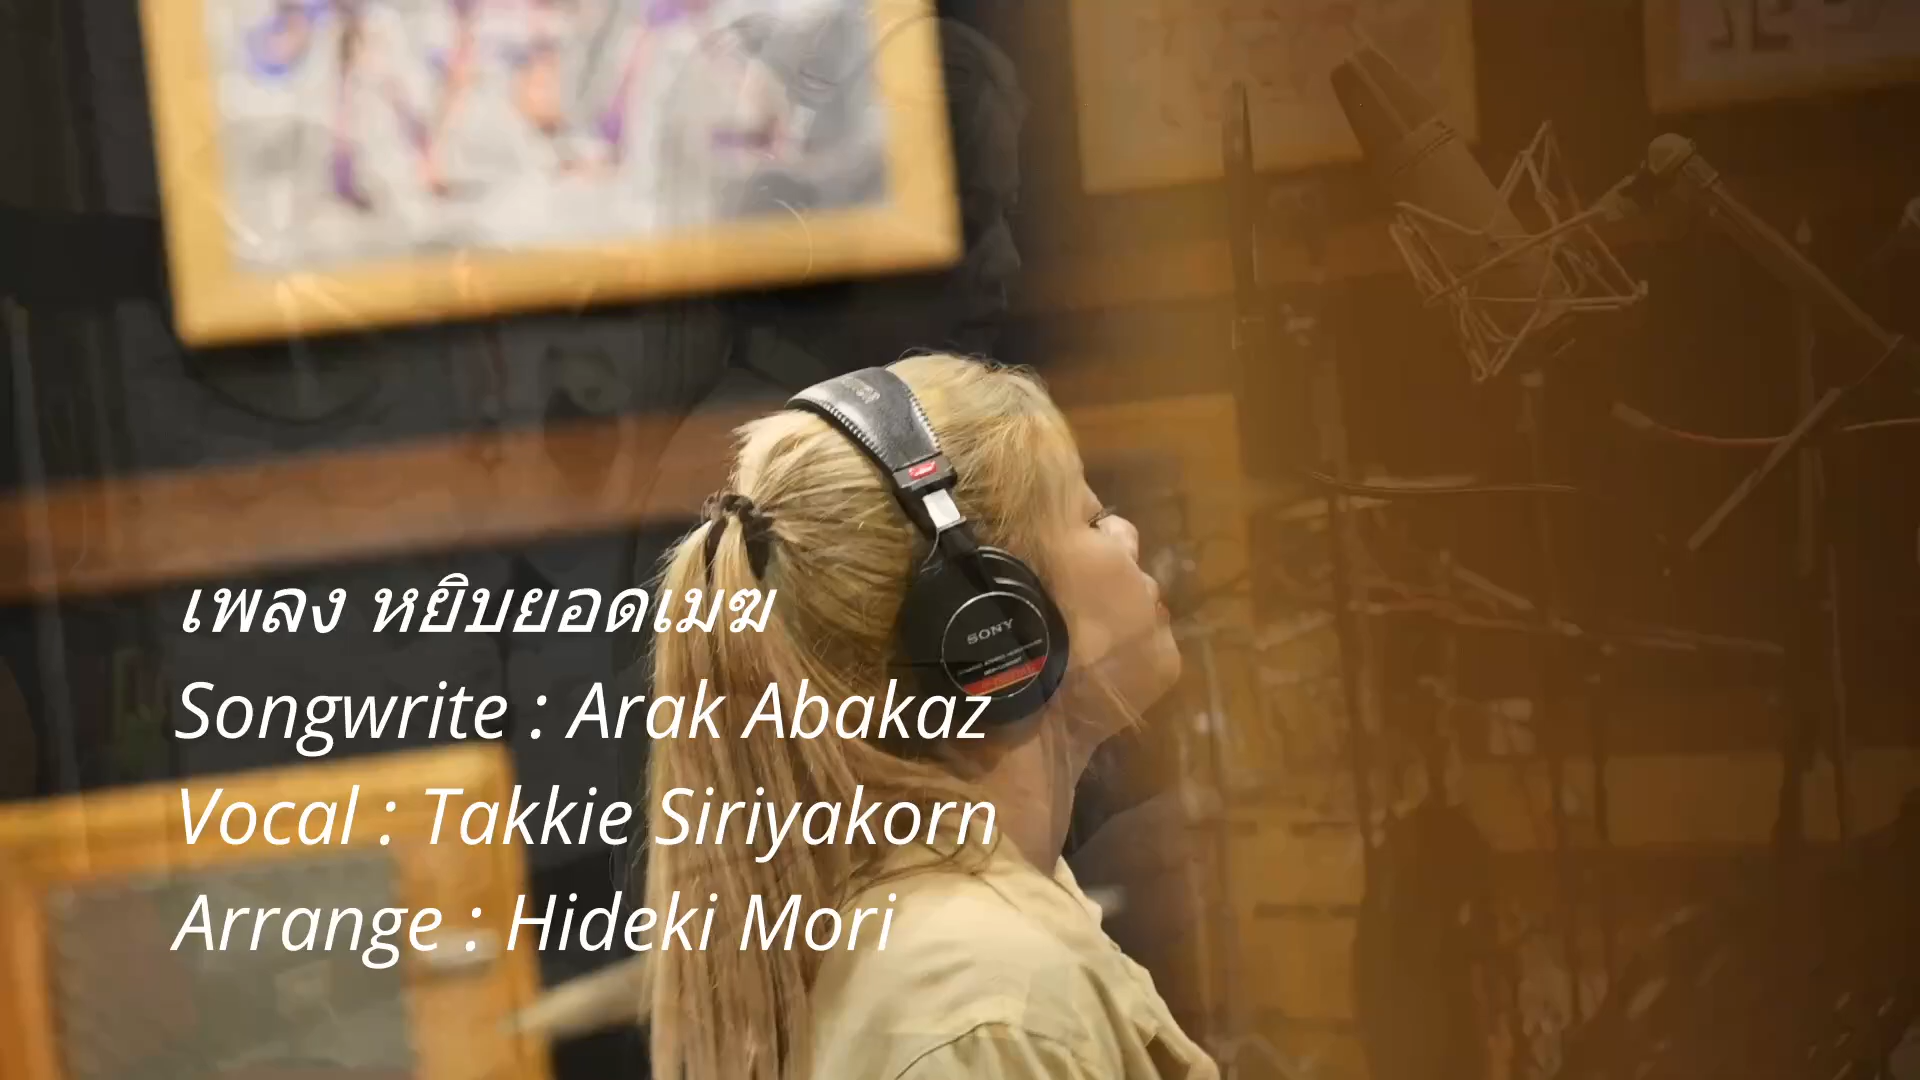 เพลง หยิบยอดเมฆ
Songwrite : Arak Abakaz
Vocal : Takkie Siriyakorn
Arrange : Hideki Mori
SONY